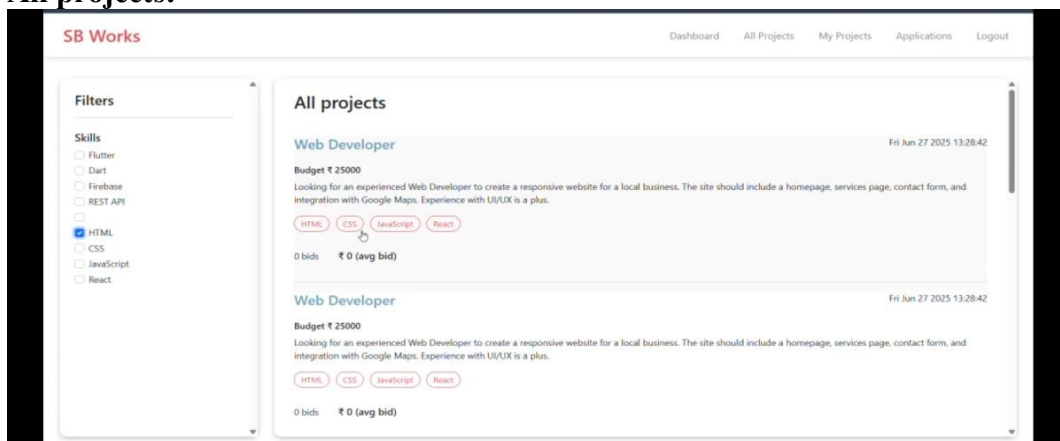 All projects:
SB Works
Dashboard All Projects My Projects Applications Logout
Filters
Skills
Flutter
Dart
Firebase
REST API
HTML
CSS
JavaScript
React
All projects
Web Developer Fri Jun 27 2025 13:28:42
Budget ₹ 25000
Looking for an experienced Web Developer to create a responsive website for a local business. The site should include a homepage, services page, contact form, and
integration with Google Maps. Experience with UI/UX is a plus.
HTML CSS JavaScript React
0 bids ₹ 0 (avg bid)
Web Developer Fri Jun 27 2025 13:28:42
Budget ₹ 25000
Looking for an experienced Web Developer to create a responsive website for a local business. The site should include a homepage, services page, contact form, and
integration with Google Maps. Experience with UI/UX is a plus.
HTML CSS JavaScript React
0 bids ₹ 0 (avg bid)